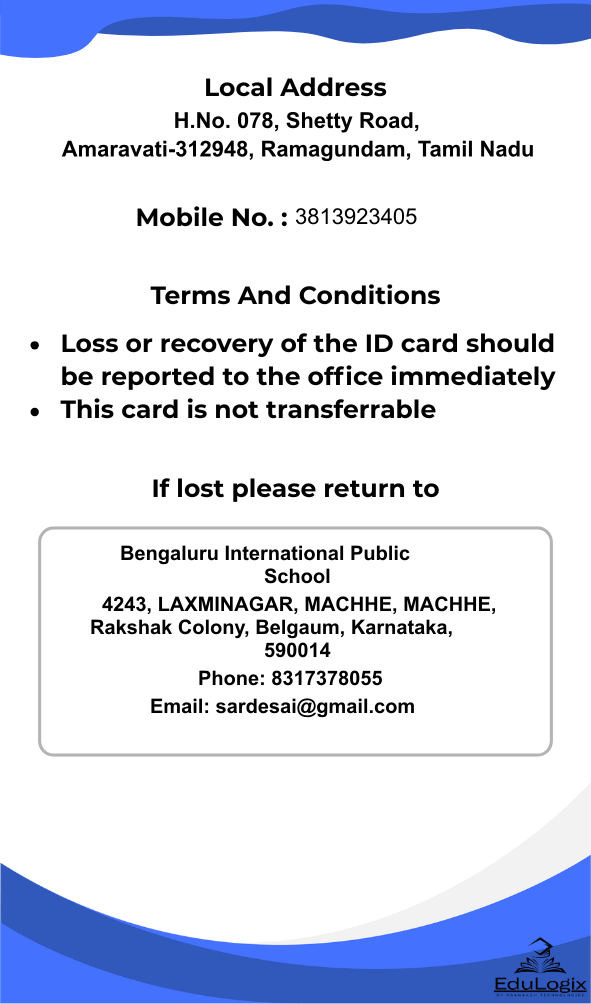 Local Address
H.No. 078, Shetty Road,
Amaravati-312948, Ramagundam, Tamil Nadu
Mobile No. : 3813923405
Terms And Conditions
• Loss or recovery of the ID card should
be reported to the office immediately
• This card is not transferrable
If lost please return to
Bengaluru International Public
School
4243, LAXMINAGAR, MACHHE, MACHHE,
Rakshak Colony, Belgaum, Karnataka,
590014
Phone: 8317378055
Email: sardesai@gmail.com
EduLogix